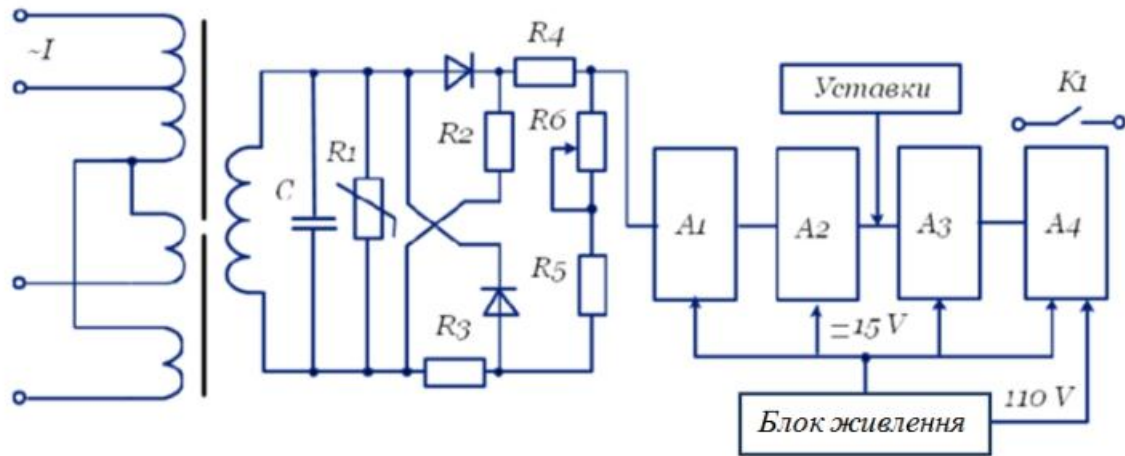 ~I
R4
Уставки
K1
R2
R6
R1
C
A1
A2
A3
A4
R5
R3
=15 V
110 V
Блок живлення